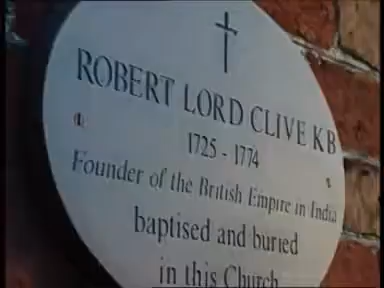 ROBERT LORD CLIVE KB
1725 - 1774
Founder of the British Empire in India
baptised and buried
in this Church